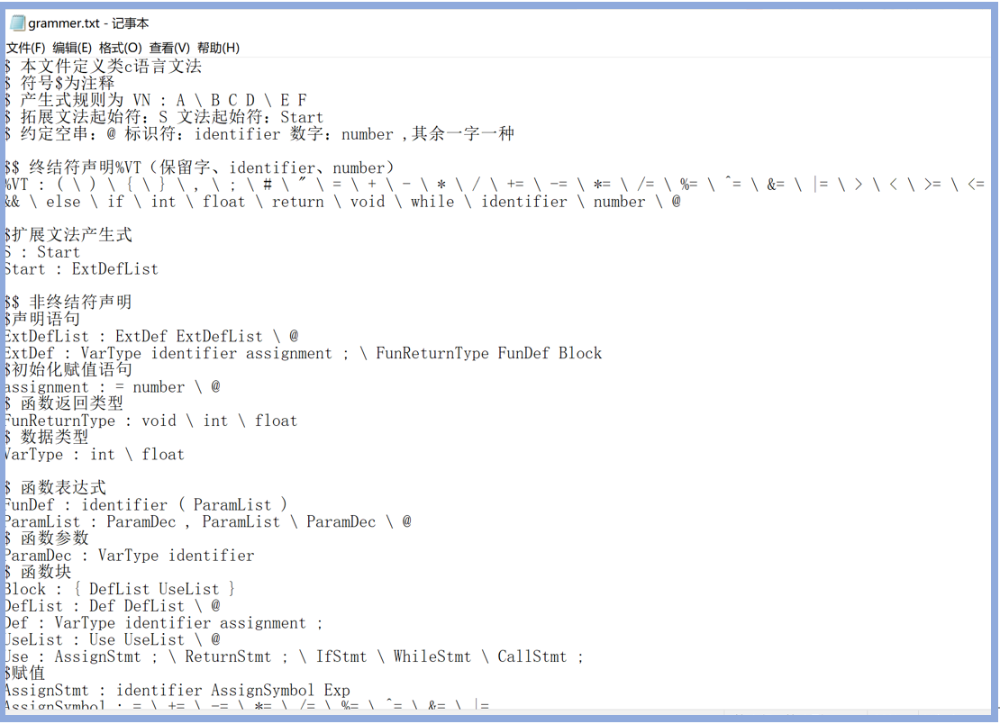 grammer.txt - 记事本
文件(F) 编辑(E) 格式(O) 查看(V) 帮助(H)
$ 本文件定义类c语言文法
$ 符号$为注释
$ 产生式规则为 VN : A \ B C D \ E F
$ 拓展文法起始符: S 文法起始符: Start
$ 约定空串: @ 标识符: identifier 数字: number ,其余一字一种
$$ 终结符声明%VT（保留字、identifier、number）
%VT : ( \ ) \ { \ } \ , \ ; \ # \ " \ = \ + \ - \ * \ / \ += \ -= \ *= \ /= \ %= \ ^= \ &= \ |= \ > \ < \ >= \ <=
&& \ else \ if \ int \ float \ return \ void \ while \ identifier \ number \ @
$扩展文法产生式
S : Start
Start : ExtDefList
$$ 非终结符声明
$声明语句
ExtDefList : ExtDef ExtDefList \ @
ExtDef : VarType identifier assignment ; \ FunReturnType FunDef Block
$初始化赋值语句
assignment : = number \ @
$ 函数返回类型
FunReturnType : void \ int \ float
$ 数据类型
VarType : int \ float
$ 函数表达式
FunDef : identifier ( ParamList )
ParamList : ParamDec , ParamList \ ParamDec \ @
$ 函数参数
ParamDec : VarType identifier
$ 函数块
Block : { DefList UseList }
DefList : Def DefList \ @
Def : VarType identifier assignment ;
UseList : Use UseList \ @
Use : AssignStmt ; \ ReturnStmt ; \ IfStmt \ WhileStmt \ CallStmt ;
$赋值
AssignStmt : identifier AssignSymbol Exp
AssignSymbol : = \ += \ -= \ *= \ /= \ %= \ ^= \ &= \ |=